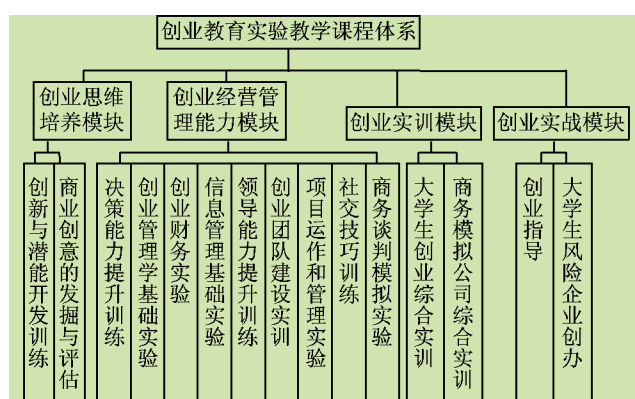 创业教育实验教学课程体系
创业思维
培养模块
创业经营管
理能力模块
创业实训模块
创业实战模块
创新与潜能开发训练
商业创意的发掘与评估
决策能力提升训练
创业管理学基础实验
创业财务实验
信息管理基础实验
领导能力提升训练
创业团队建设实训
项目运作和管理实验
社交技巧训练
商务谈判模拟实验
大学生创业综合实训
商务模拟公司综合实训
创业指导
大学生风险企业创办